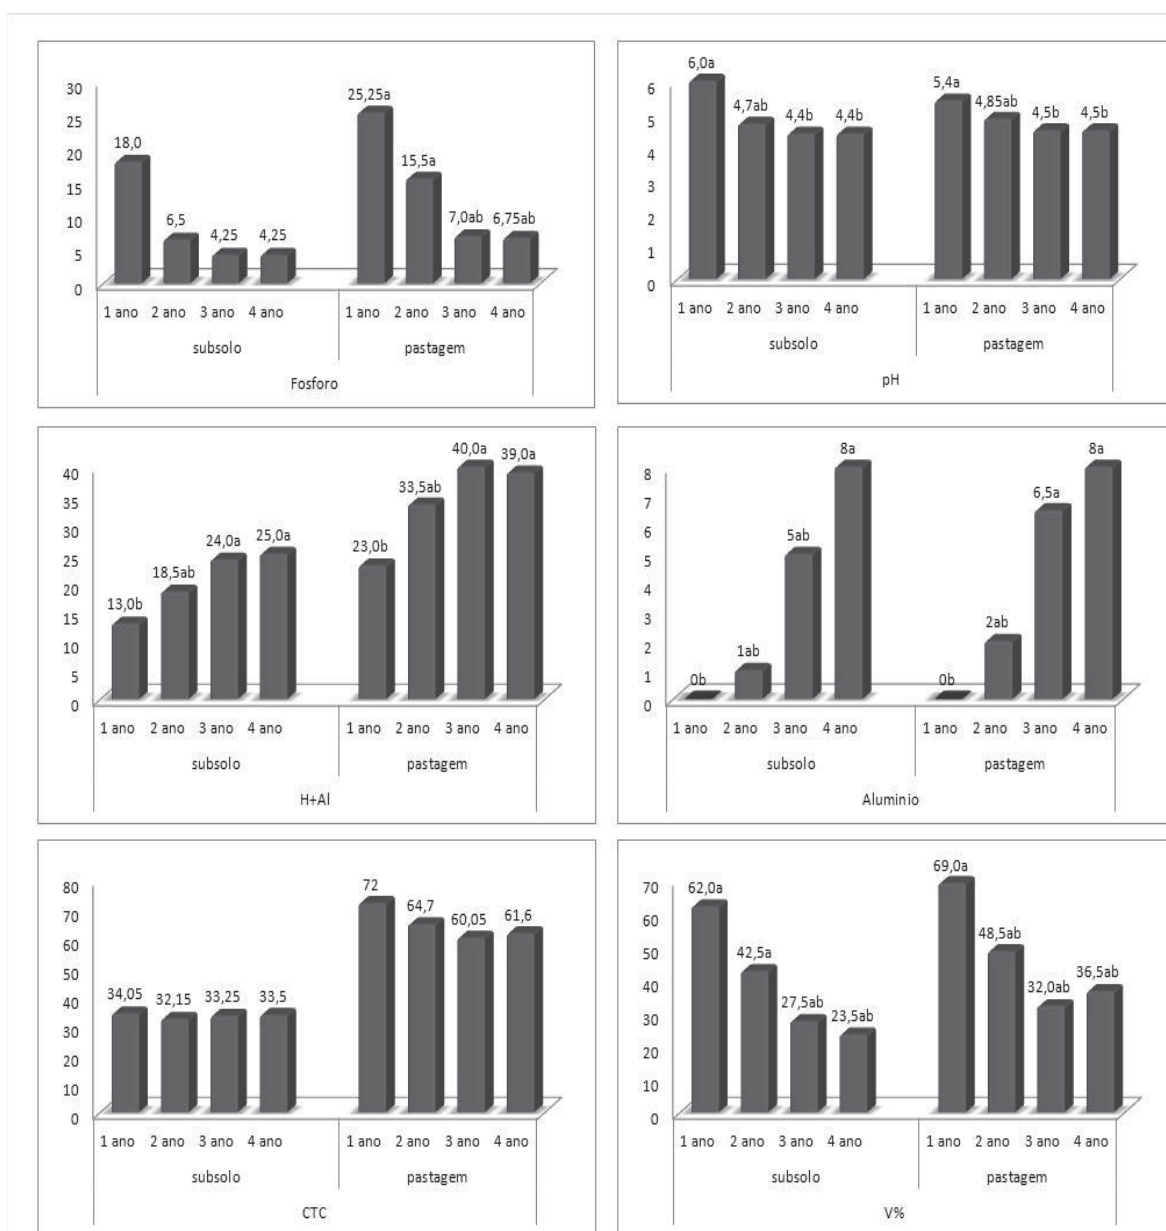 30
25
20
15
10
5
0
18,0
6,5
4,25
4,25
25,25a
15,5a
7,0ab
6,75ab
1 ano 2 ano 3 ano 4 ano 1 ano 2 ano 3 ano 4 ano
subsolo pastagem
Fosforo
6
5
4
3
2
1
0
6,0a
4,7ab
4,4b
4,4b
5,4a
4,85ab
4,5b
4,5b
1 ano 2 ano 3 ano 4 ano 1 ano 2 ano 3 ano 4 ano
subsolo pastagem
pH
40
35
30
25
20
15
10
5
0
13,0b
18,5ab
24,0a
25,0a
23,0b
33,5ab
40,0a
39,0a
1 ano 2 ano 3 ano 4 ano 1 ano 2 ano 3 ano 4 ano
subsolo pastagem
H+Al
8
7
6
5
4
3
2
1
0
0b
1ab
5ab
8a
0b
2ab
6,5a
8a
1 ano 2 ano 3 ano 4 ano 1 ano 2 ano 3 ano 4 ano
subsolo pastagem
Aluminio
80
70
60
50
40
30
20
10
0
34,05
32,15
33,25
33,5
72
64,7
60,05
61,6
1 ano 2 ano 3 ano 4 ano 1 ano 2 ano 3 ano 4 ano
subsolo pastagem
CTC
70
60
50
40
30
20
10
0
62,0a
42,5a
27,5ab
23,5ab
69,0a
48,5ab
32,0ab
36,5ab
1 ano 2 ano 3 ano 4 ano 1 ano 2 ano 3 ano 4 ano
subsolo pastagem
V%